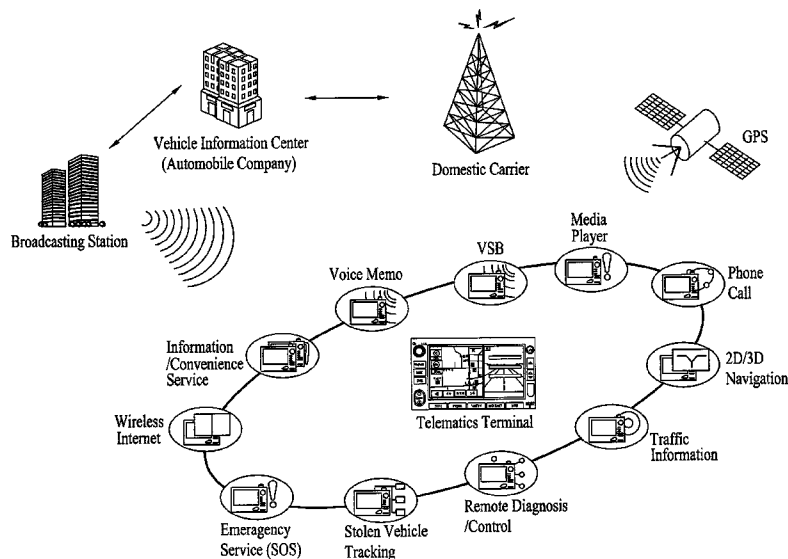 Vehicle Information Center
(Automobile Company)
Domestic Carrier
GPS
Broadcasting Station
Media
Player
VSB
Voice Memo
Phone
Call
Information
/Convenience
Service
2D/3D
Navigation
Telematics Terminal
Wireless
Internet
Traffic
Information
Remote Diagnosis
/Control
Emeragency
Service (SOS)
Stolen Vehicle
Tracking